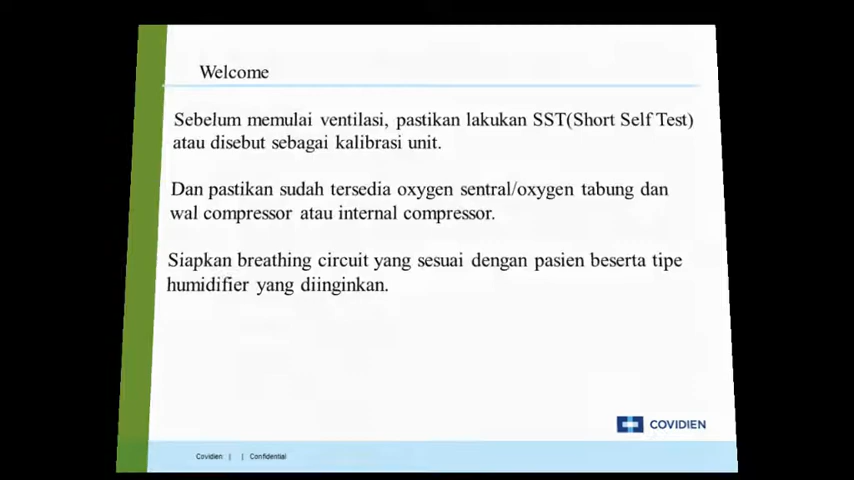 Welcome
Sebelum memulai ventilasi, pastikan lakukan SST(Short Self Test)
atau disebut sebagai kalibrasi unit.
Dan pastikan sudah tersedia oxygen sentral/oxygen tabung dan
wal compressor atau internal compressor.
Siapkan breathing circuit yang sesuai dengan pasien beserta tipe
humidifier yang diinginkan.
COVIDIEN
Covidien | | Confidential